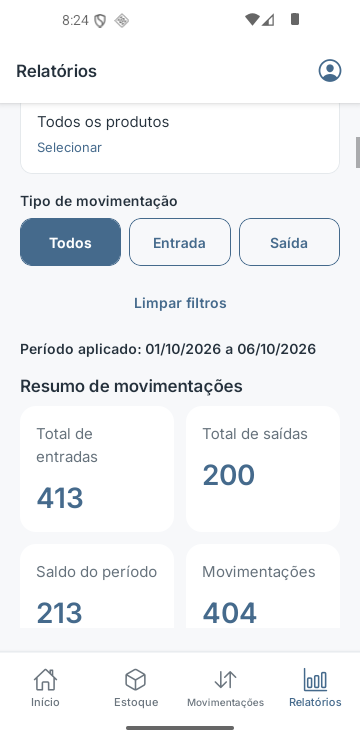 8:24
Relatórios
Todos os produtos
Selecionar
Tipo de movimentação
Todos
Entrada
Saída
Limpar filtros
Período aplicado: 01/10/2026 a 06/10/2026
Resumo de movimentações
Total de
entradas
413
Total de saídas
200
Saldo do período
213
Movimentações
404
Início
Estoque
Movimentações
Relatórios